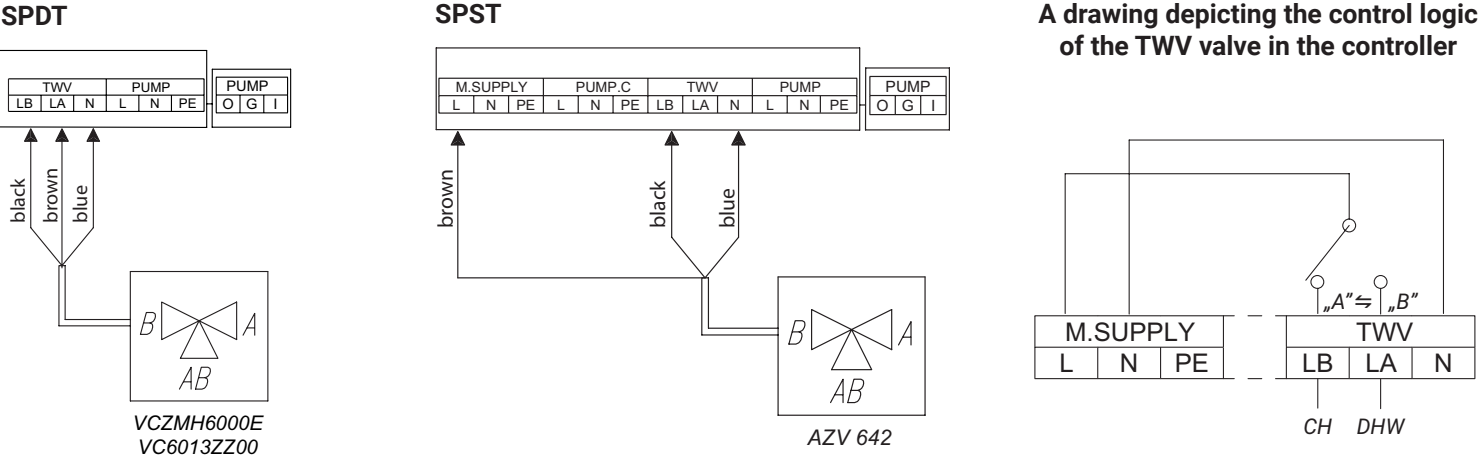 SPDT
TWV PUMP PUMP
LB LA N L N PE O G I
black
brown
blue
B A
AB
VCZMH6000E
VC6013ZZ00
SPST
M.SUPPLY PUMP.C TWV PUMP PUMP
L N PE L N PE LB LA N L N PE O G I
brown
black
blue
B A
AB
AZV 642
A drawing depicting the control logic
of the TWV valve in the controller
„A” ⇋ „B”
M.SUPPLY TWV
L N PE LB LA N
CH DHW